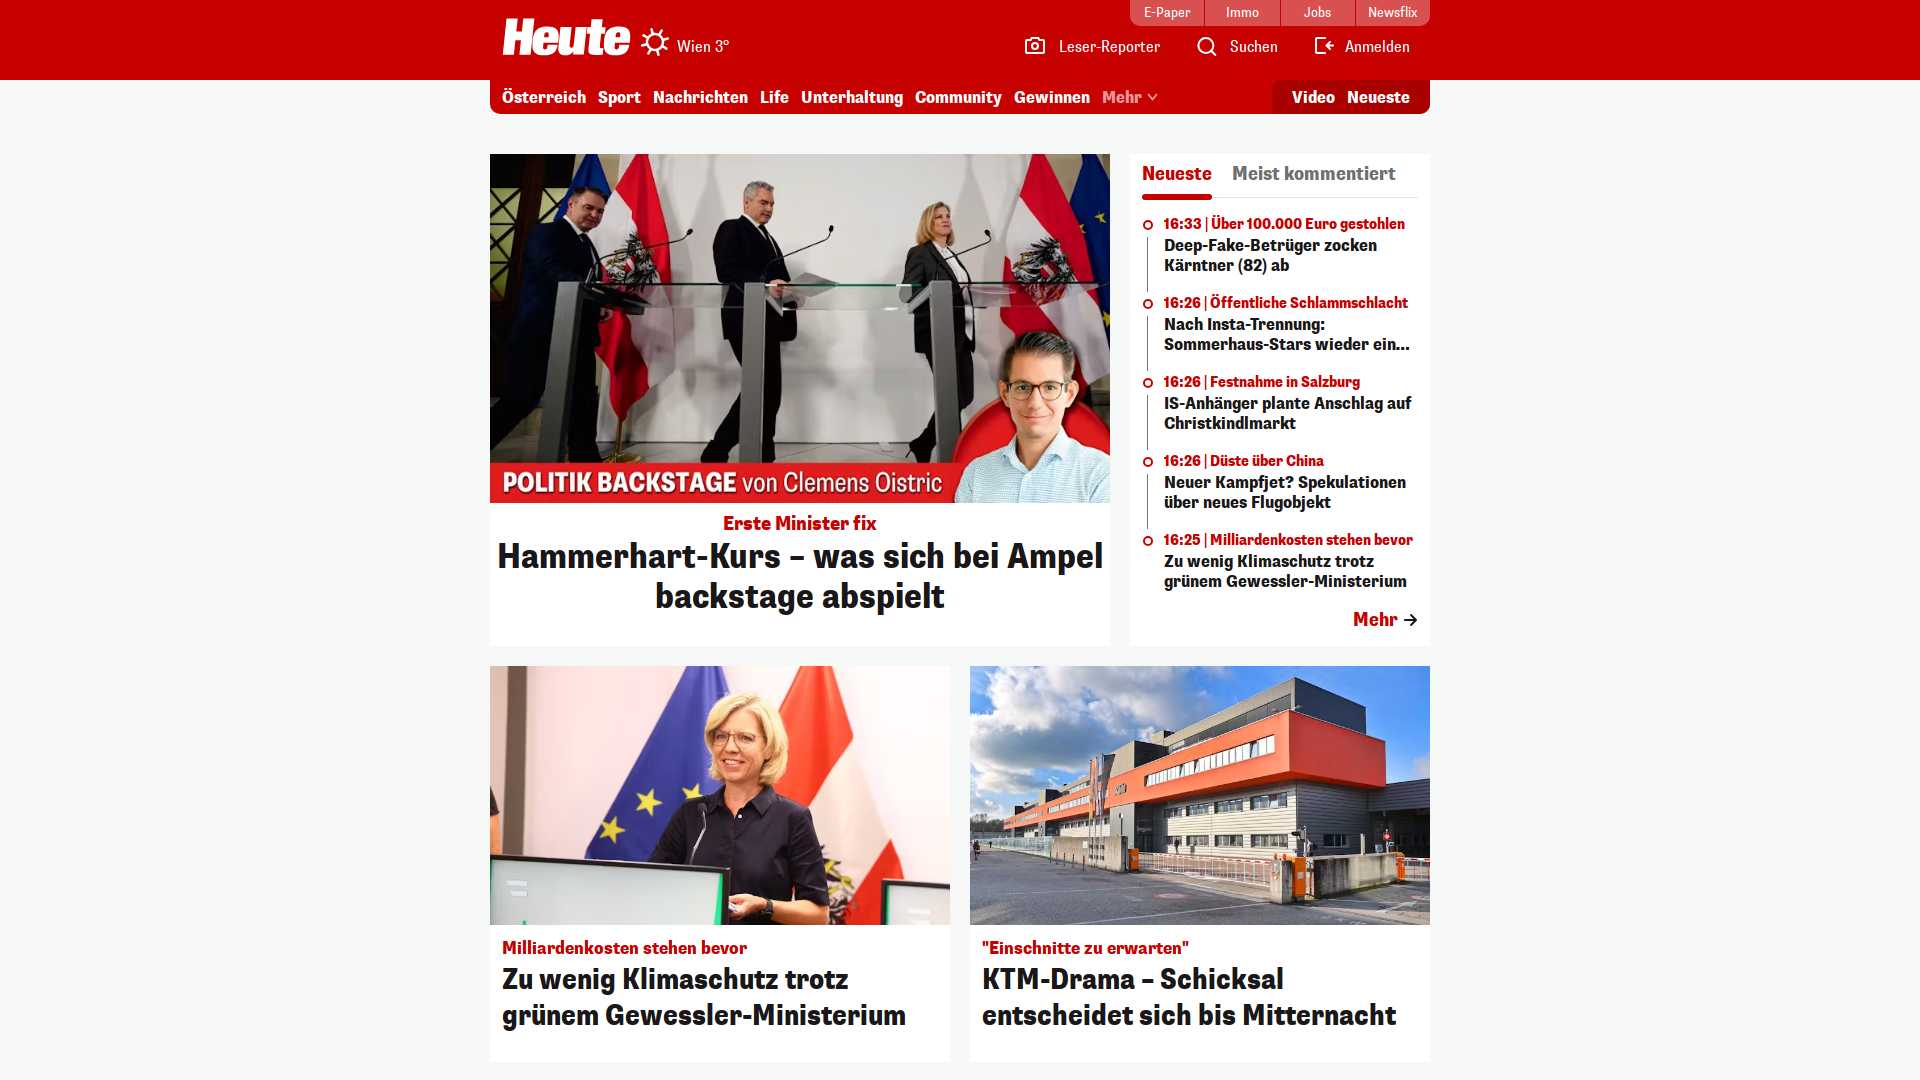 E-Paper
Immo
Jobs
Newsflix
Heute
Wien 3°
Leser-Reporter
Suchen
Anmelden
Österreich
Sport
Nachrichten
Life
Unterhaltung
Community
Gewinnen
Mehr
Video
Neueste
POLITIK BACKSTAGE von Clemens Oistric
Erste Minister fix
Hammerhart-Kurs – was sich bei Ampel
backstage abspielt
Neueste
Meist kommentiert
16:33 | Über 100.000 Euro gestohlen
Deep-Fake-Betrüger zocken
Kärntner (82) ab
16:26 | Öffentliche Schlammschlacht
Nach Insta-Trennung:
Sommerhaus-Stars wieder ein...
16:26 | Festnahme in Salzburg
IS-Anhänger plante Anschlag auf
Christkindlmarkt
16:26 | Düste über China
Neuer Kampfjet? Spekulationen
über neues Flugobjekt
16:25 | Milliardenkosten stehen bevor
Zu wenig Klimaschutz trotz
grünem Gewessler-Ministerium
Mehr
Milliardenkosten stehen bevor
Zu wenig Klimaschutz trotz
grünem Gewessler-Ministerium
"Einschnitte zu erwarten"
KTM-Drama – Schicksal
entscheidet sich bis Mitternacht